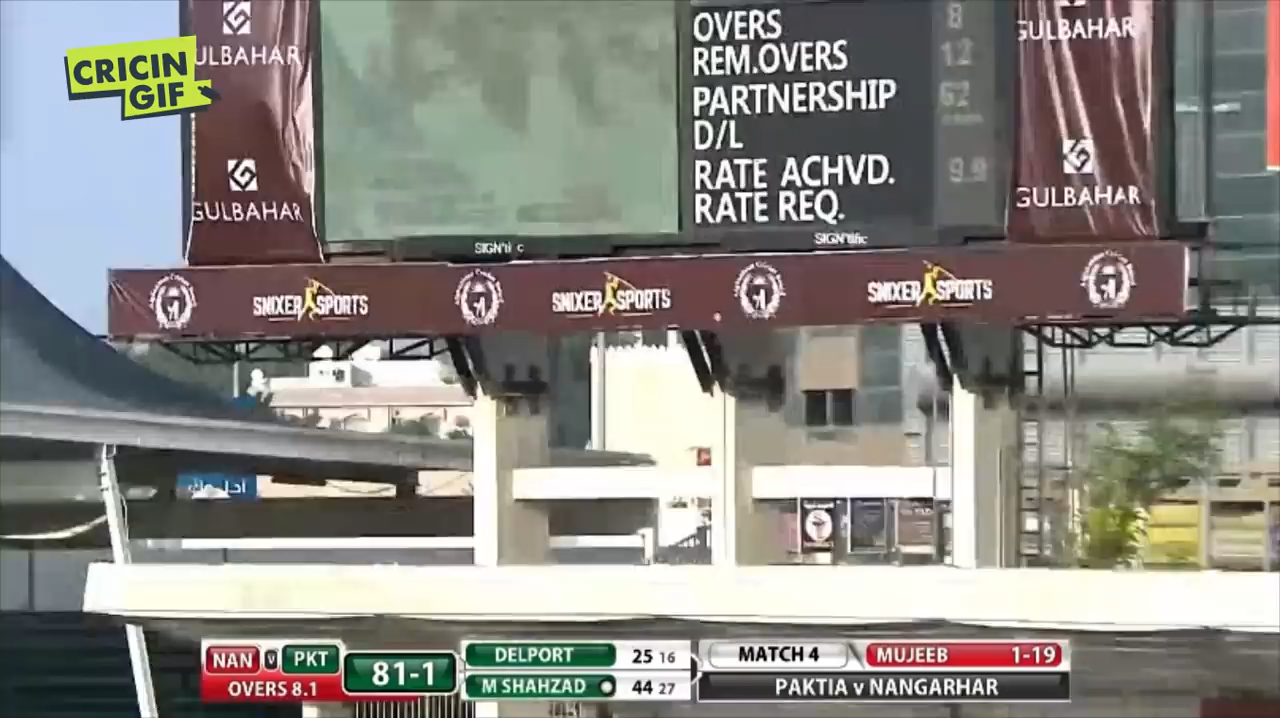 CRICIN
GIF
GULBAHAR
GULBAHAR
OVERS 8
REM.OVERS 12
PARTNERSHIP 62
D/L
RATE ACHVD. 9.9
RATE REQ.
GULBAHAR
GULBAHAR
SIGN'tific
SNIXER SPORTS
SNIXER SPORTS
SNIXER SPORTS
NAN V PKT
OVERS 8.1
81-1
DELPORT 25 16
M SHAHZAD 44 27
MATCH 4
MUJEEB 1-19
PAKTIA v NANGARHAR